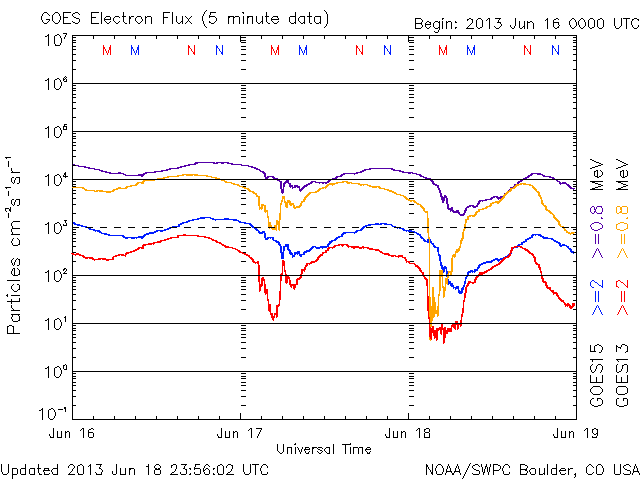 GOES Electron Flux (5 minute data)
Begin: 2013 Jun 16 0000 UTC
10⁷
M M N N M M N N M M N N
10⁶
10⁵
10⁴
10³
10²
10¹
10⁰
10⁻¹
Particles cm⁻²s⁻¹sr⁻¹
GOES15 >=2 >=0.8 MeV
GOES13 >=2 >=0.8 MeV
Jun 16 Jun 17 Jun 18 Jun 19
Universal Time
Updated 2013 Jun 18 23:56:02 UTC
NOAA/SWPC Boulder, CO USA